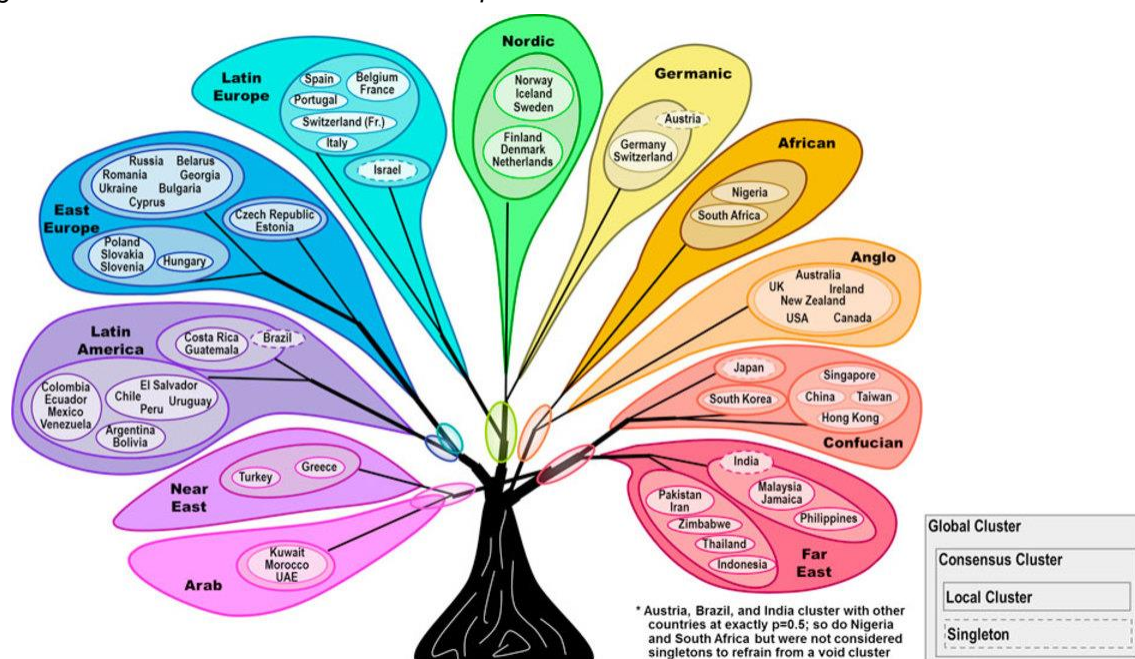 Nordic
Norway
Iceland
Sweden
Finland
Denmark
Netherlands
Germanic
Austria
Germany
Switzerland
African
Nigeria
South Africa
Anglo
Australia
UK
Ireland
New Zealand
USA
Canada
Confucian
Japan
South Korea
Singapore
China
Taiwan
Hong Kong
Far
East
India
Malaysia
Jamaica
Philippines
Pakistan
Iran
Zimbabwe
Thailand
Indonesia
Latin
Europe
Spain
Belgium
France
Portugal
Switzerland (Fr.)
Italy
Israel
East
Europe
Russia Belarus
Romania Georgia
Ukraine Bulgaria
Cyprus
Czech Republic
Estonia
Poland
Slovakia
Slovenia
Hungary
Latin
America
Costa Rica
Guatemala
Brazil
Colombia
Ecuador
Mexico
Venezuela
El Salvador
Chile
Peru
Uruguay
Argentina
Bolivia
Near
East
Turkey
Greece
Arab
Kuwait
Morocco
UAE
* Austria, Brazil, and India cluster with other
countries at exactly p=0.5; so do Nigeria
and South Africa but were not considered
singletons to refrain from a void cluster
Global Cluster
Consensus Cluster
Local Cluster
Singleton